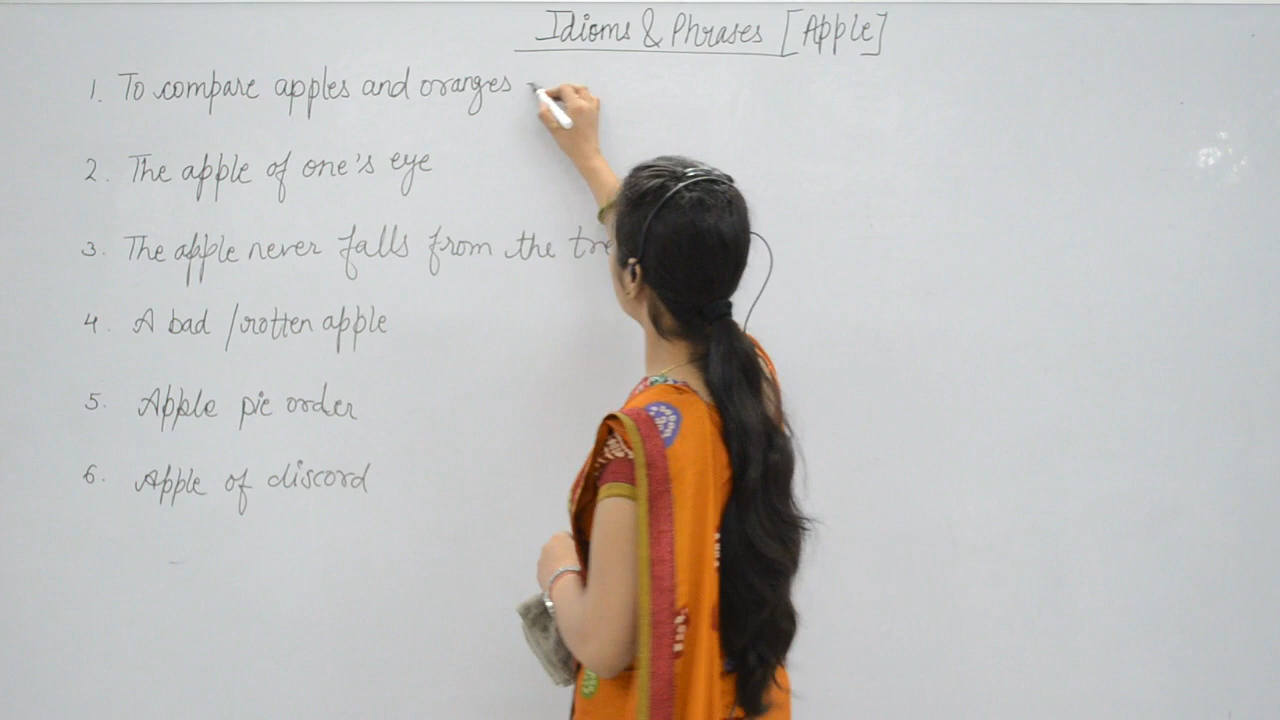 Idioms & Phrases [Apple]
1. To compare apples and oranges
2. The apple of one's eye
3. The apple never falls from the
4. A bad /rotten apple
5. Apple pie order
6. Apple of discord